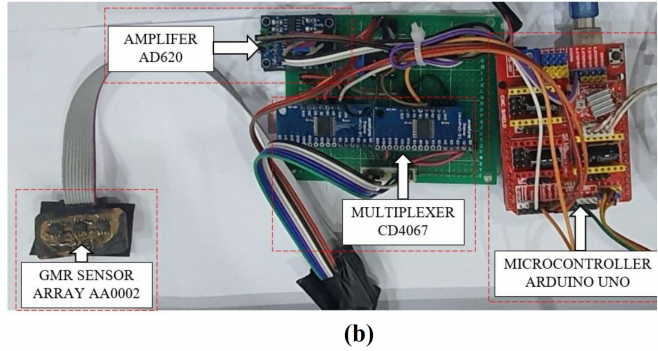 AMPLIFER
AD620
MULTIPLEXER
CD4067
GMR SENSOR
ARRAY AA0002
MICROCONTROLLER
ARDUINO UNO
(b)